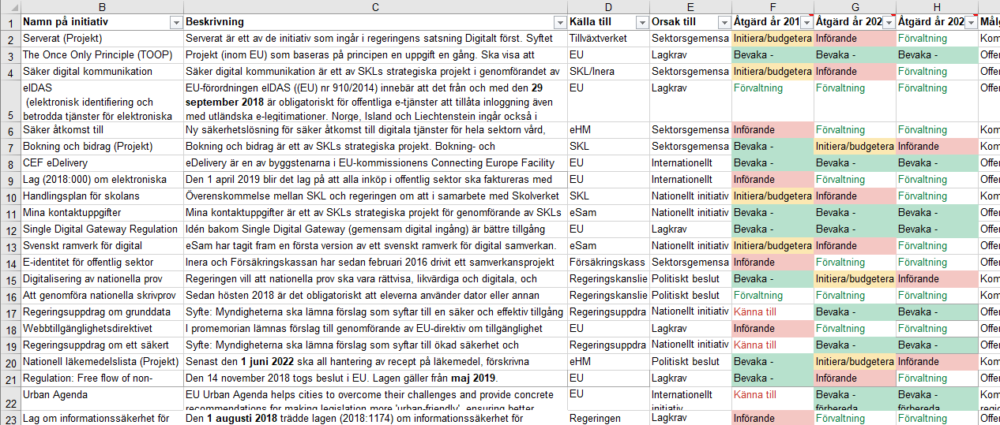 B C D E F G H
1 Namn på initiativ Beskrivning Källa till Orsak till Åtgärd år 201 Åtgärd år 202 Åtgärd år 202 Målg
2 Serverat (Projekt) Serverat är ett av de initiativ som ingår i regeringens satsning Digitalt först. Syftet Tillväxtverket Sektorsgemensa Initiera/budgetera Införande Förvaltning Kom
3 The Once Only Principle (TOOP) Projekt (inom EU) som baseras på principen en uppgift en gång. Ska visa att EU Lagkrav Bevaka - Bevaka - Bevaka - Offe
4 Säker digital kommunikation Säker digital kommunikation är ett av SKLs strategiska projekt i genomförandet av SKL/Inera Sektorsgemensa Initiera/budgetera Införande Förvaltning Offe
eIDAS EU-förordningen eIDAS ((EU) nr 910/2014) innebär att det från och med den 29 EU Lagkrav Förvaltning Förvaltning Förvaltning Offe
(elektronisk identifiering och september 2018 är obligatoriskt för offentliga e-tjänster att tillåta inloggning även
5 betrodda tjänster för elektroniska med utländska e-legitimationer. Norge, Island och Liechtenstein ingår också i
6 Säker åtkomst till Ny säkerhetslösning för säker åtkomst till digitala tjänster för hela sektorn vård, eHM Sektorsgemensa Införande Förvaltning Förvaltning Kom
7 Bokning och bidrag (Projekt) Bokning och bidrag är ett av SKLs strategiska projekt. Bokning- och SKL Sektorsgemensa Bevaka - Initiera/budgetera Införande Kom
8 CEF eDelivery eDelivery är en av byggstenarna i EU-kommissionens Connecting Europe Facility EU Internationellt Bevaka - Bevaka - Bevaka - Offe
9 Lag (2018:000) om elektroniska Den 1 april 2019 blir det lag på att alla inköp i offentlig sektor ska faktureras med EU Internationellt Införande Förvaltning Förvaltning Offe
10 Handlingsplan för skolans Överenskommelse mellan SKL och regeringen om att i samarbete med Skolverket SKL Nationellt initiativ Initiera/budgetera Införande Förvaltning Kom
11 Mina kontaktuppgifter Mina kontaktuppgifter är ett av SKLs strategiska projekt för genomförande av SKLs eSam Nationellt initiativ Bevaka - Bevaka - Bevaka - Offe
12 Single Digital Gateway Regulation Idén bakom Single Digital Gateway (gemensam digital ingång) är bättre tillgång EU Lagkrav Bevaka - Bevaka - Bevaka - Offe
13 Svenskt ramverk för digital eSam har tagit fram en första version av ett svenskt ramverk för digital samverkan. eSam Nationellt initiativ Initiera/budgetera Införande Förvaltning Offe
14 E-identitet för offentlig sektor Inera och Försäkringskassan har sedan februari 2016 drivit ett samverkansprojekt Försäkringskass Sektorsgemensa Införande Förvaltning Förvaltning Offe
15 Digitalisering av nationella prov Regeringen vill att nationella prov ska vara rättvisa, likvärdiga och digitala, och Regeringskanslie Politiskt beslut Bevaka - Initiera/budgetera Införande Kom
16 Att genomföra nationella skrivprov Sedan hösten 2018 är det obligatoriskt att eleverna använder dator eller annan Regeringskanslie Politiskt beslut Förvaltning Förvaltning Förvaltning Kom
17 Regeringsuppdrag om grunddata Syfte: Myndigheterna ska lämna förslag som syftar till en säker och effektiv tillgång Regeringsuppdra Nationellt initiativ Känna till Bevaka - Bevaka - Offe
18 Webbtillgänglighetsdirektivet I promemorian lämnas förslag till genomförande av EU-direktiv om tillgänglighet EU Lagkrav Införande Förvaltning Förvaltning Offe
19 Regeringsuppdrag om ett säkert Syfte: Myndigheterna ska lämna förslag som syftar till ökad säkerhet och Regeringsuppdra Nationellt initiativ Känna till Bevaka - Bevaka - Offe
20 Nationell läkemedelslista (Projekt) Senast den 1 juni 2022 ska all hantering av recept på läkemedel, förskrivna eHM Politiskt beslut Bevaka - Initiera/budgetera Införande Kom
21 Regulation: Free flow of non- Den 14 november 2018 togs beslut i EU. Lagen gäller från maj 2019. EU Lagkrav Bevaka - Införande Förvaltning Offe
Urban Agenda EU Urban Agenda helps cities to overcome their challenges and provide concrete EU Internationellt Känna till Bevaka - Bevaka - Kom
22 recommendations for making legislation more 'urban-friendly', ensuring better initiativ förbereda förbereda regio
23 Lag om informationssäkerhet för Den 1 augusti 2018 trädde lagen (2018:1174) om informationssäkerhet för Regeringen Lagkrav Införande Förvaltning Förvaltning Offe